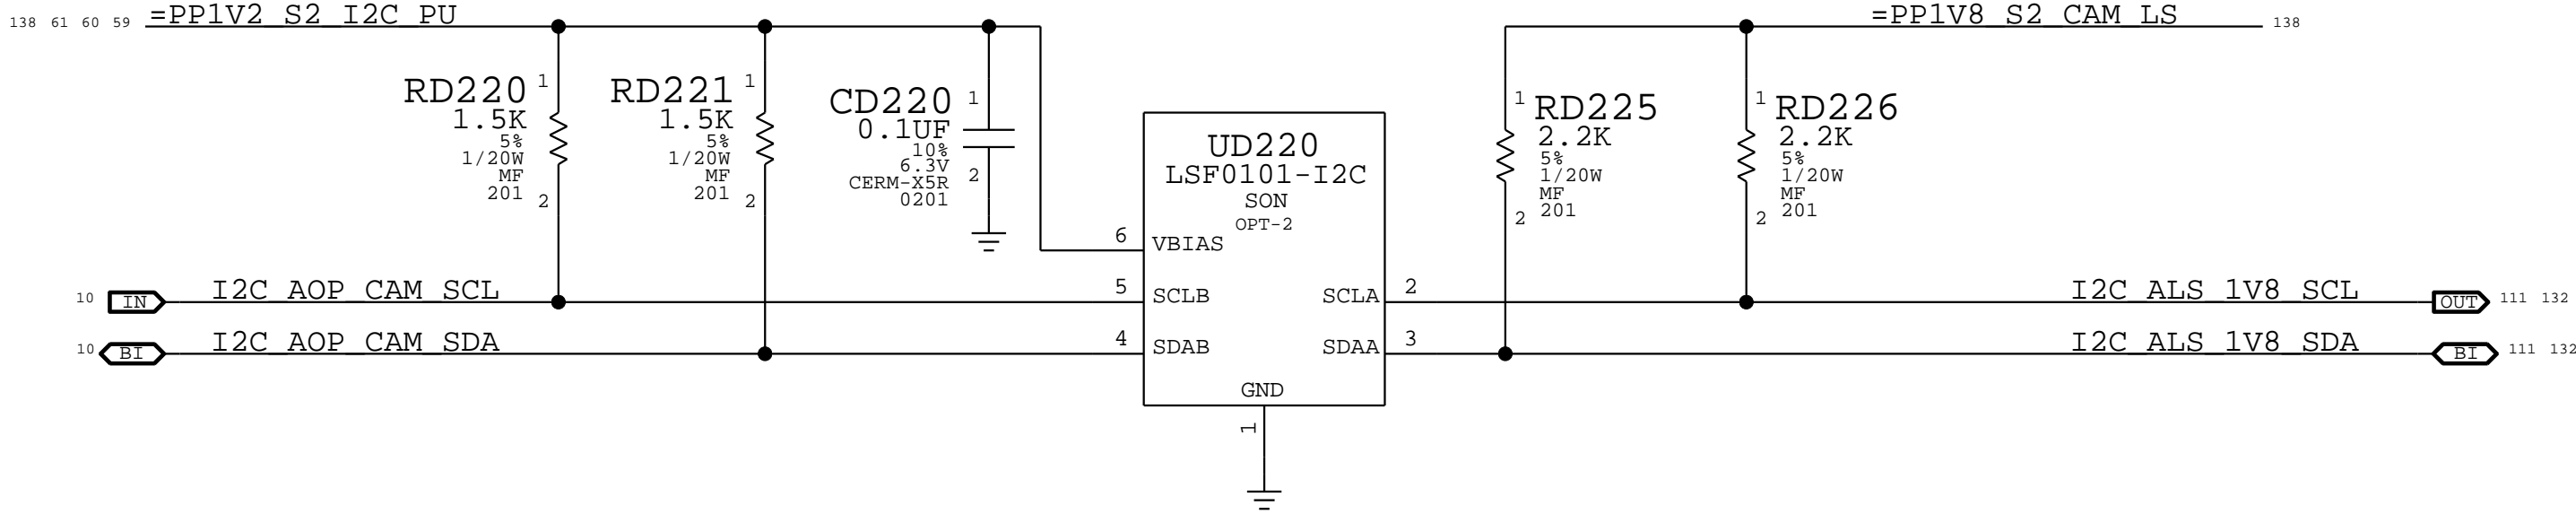 138 61 60 59 =PP1V2_S2_I2C_PU
=PP1V8_S2_CAM_LS 138
RD220 1
1.5K
5%
1/20W
MF
201
2
RD221 1
1.5K
5%
1/20W
MF
201
2
CD220 1
0.1UF
10%
6.3V
CERM-X5R
0201
2
UD220
LSF0101-I2C
SON
OPT-2
6 VBIAS
5 SCLB
4 SDAB
SCLA 2
SDAA 3
GND
1
1 RD225
2.2K
5%
1/20W
MF
201
2
1 RD226
2.2K
5%
1/20W
MF
201
2
10 IN I2C_AOP_CAM_SCL
10 BI I2C_AOP_CAM_SDA
I2C_ALS_1V8_SCL OUT 111 132
I2C_ALS_1V8_SDA BI 111 132